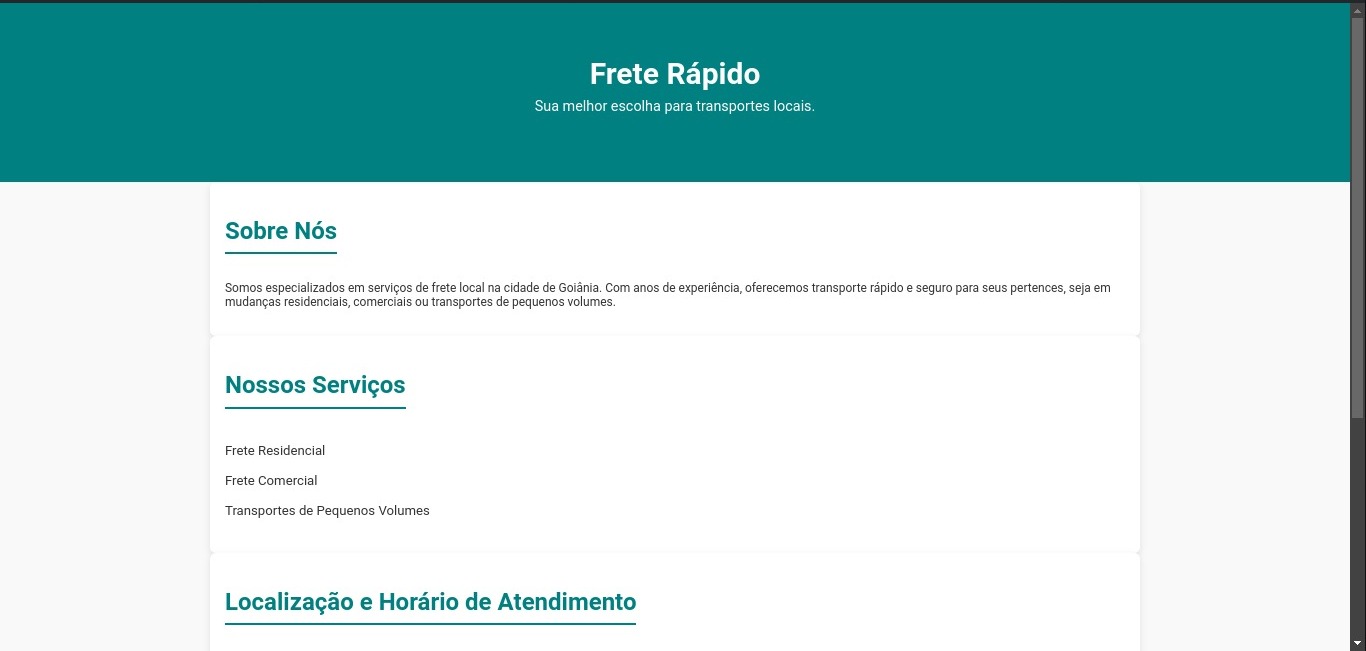 Frete Rápido
Sua melhor escolha para transportes locais.
Sobre Nós
Somos especializados em serviços de frete local na cidade de Goiânia. Com anos de experiência, oferecemos transporte rápido e seguro para seus pertences, seja em
mudanças residenciais, comerciais ou transportes de pequenos volumes.
Nossos Serviços
Frete Residencial
Frete Comercial
Transportes de Pequenos Volumes
Localização e Horário de Atendimento